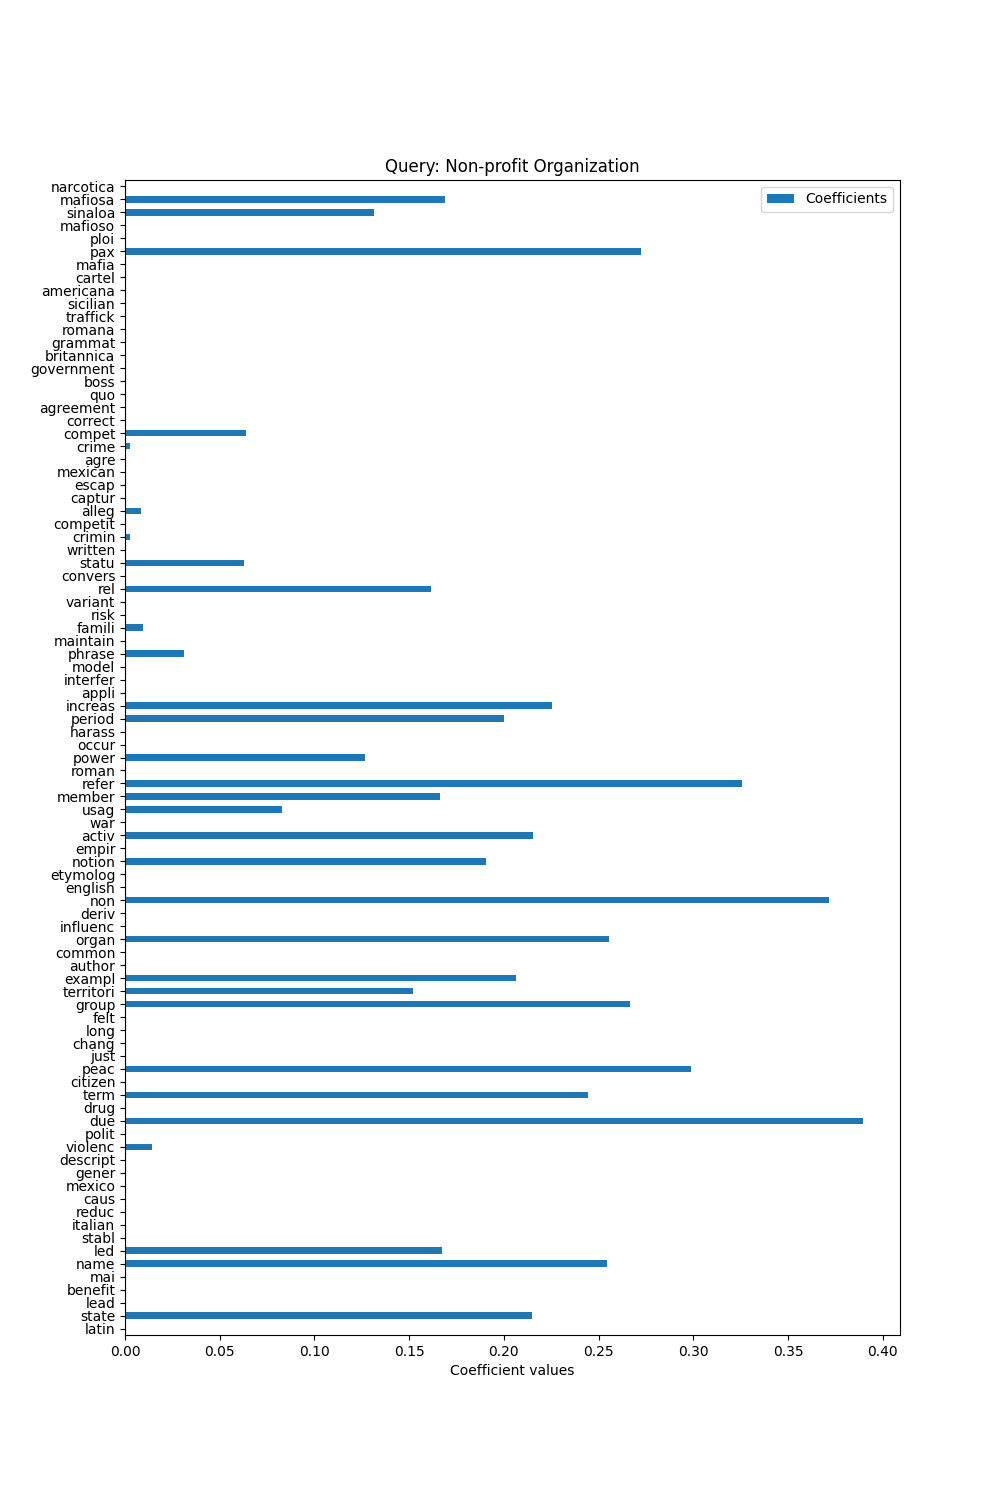 Query: Non-profit Organization
Coefficients
narcotica
mafiosa
sinaloa
mafioso
ploi
pax
mafia
cartel
americana
sicilian
traffick
romana
grammat
britannica
government
boss
quo
agreement
correct
compet
crime
agre
mexican
escap
captur
alleg
competit
crimin
written
statu
convers
rel
variant
risk
famili
maintain
phrase
model
interfer
appli
increas
period
harass
occur
power
roman
refer
member
usag
war
activ
empir
notion
etymolog
english
non
deriv
influenc
organ
common
author
exampl
territori
group
felt
long
chang
just
peac
citizen
term
drug
due
polit
violenc
descript
gener
mexico
caus
reduc
italian
stabl
led
name
mai
benefit
lead
state
latin
0.00 0.05 0.10 0.15 0.20 0.25 0.30 0.35 0.40
Coefficient values